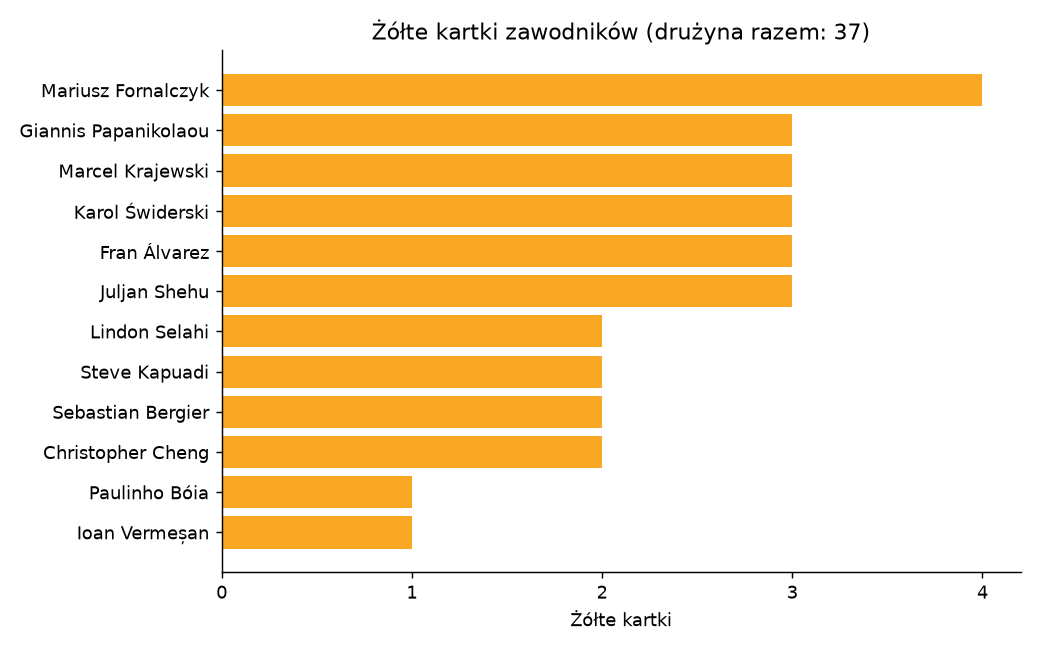 Żółte kartki zawodników (drużyna razem: 37)
Mariusz Fornalczyk
Giannis Papanikolaou
Marcel Krajewski
Karol Świderski
Fran Álvarez
Juljan Shehu
Lindon Selahi
Steve Kapuadi
Sebastian Bergier
Christopher Cheng
Paulinho Bóia
Ioan Vermeșan
0 1 2 3 4
Żółte kartki